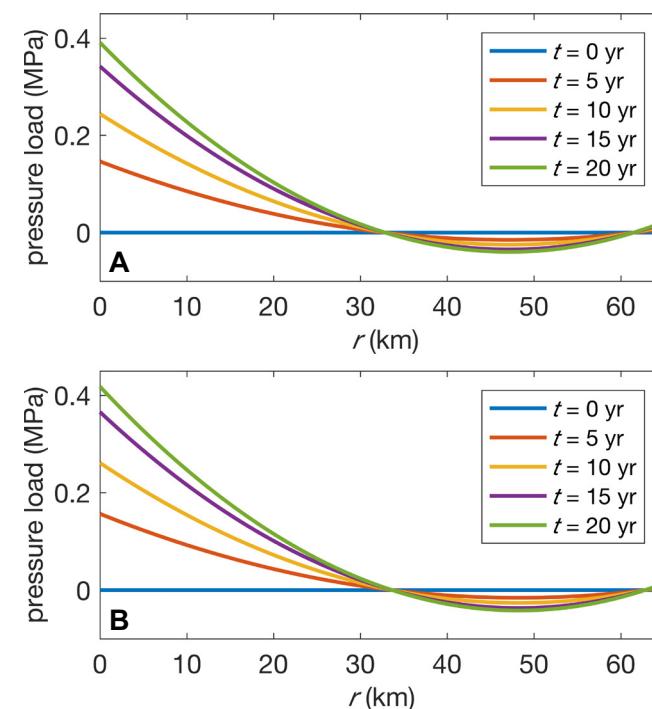 pressure load (MPa)
0.4
0.2
0
t = 0 yr
t = 5 yr
t = 10 yr
t = 15 yr
t = 20 yr
A
0 10 20 30 40 50 60
r (km)
pressure load (MPa)
0.4
0.2
0
t = 0 yr
t = 5 yr
t = 10 yr
t = 15 yr
t = 20 yr
B
0 10 20 30 40 50 60
r (km)